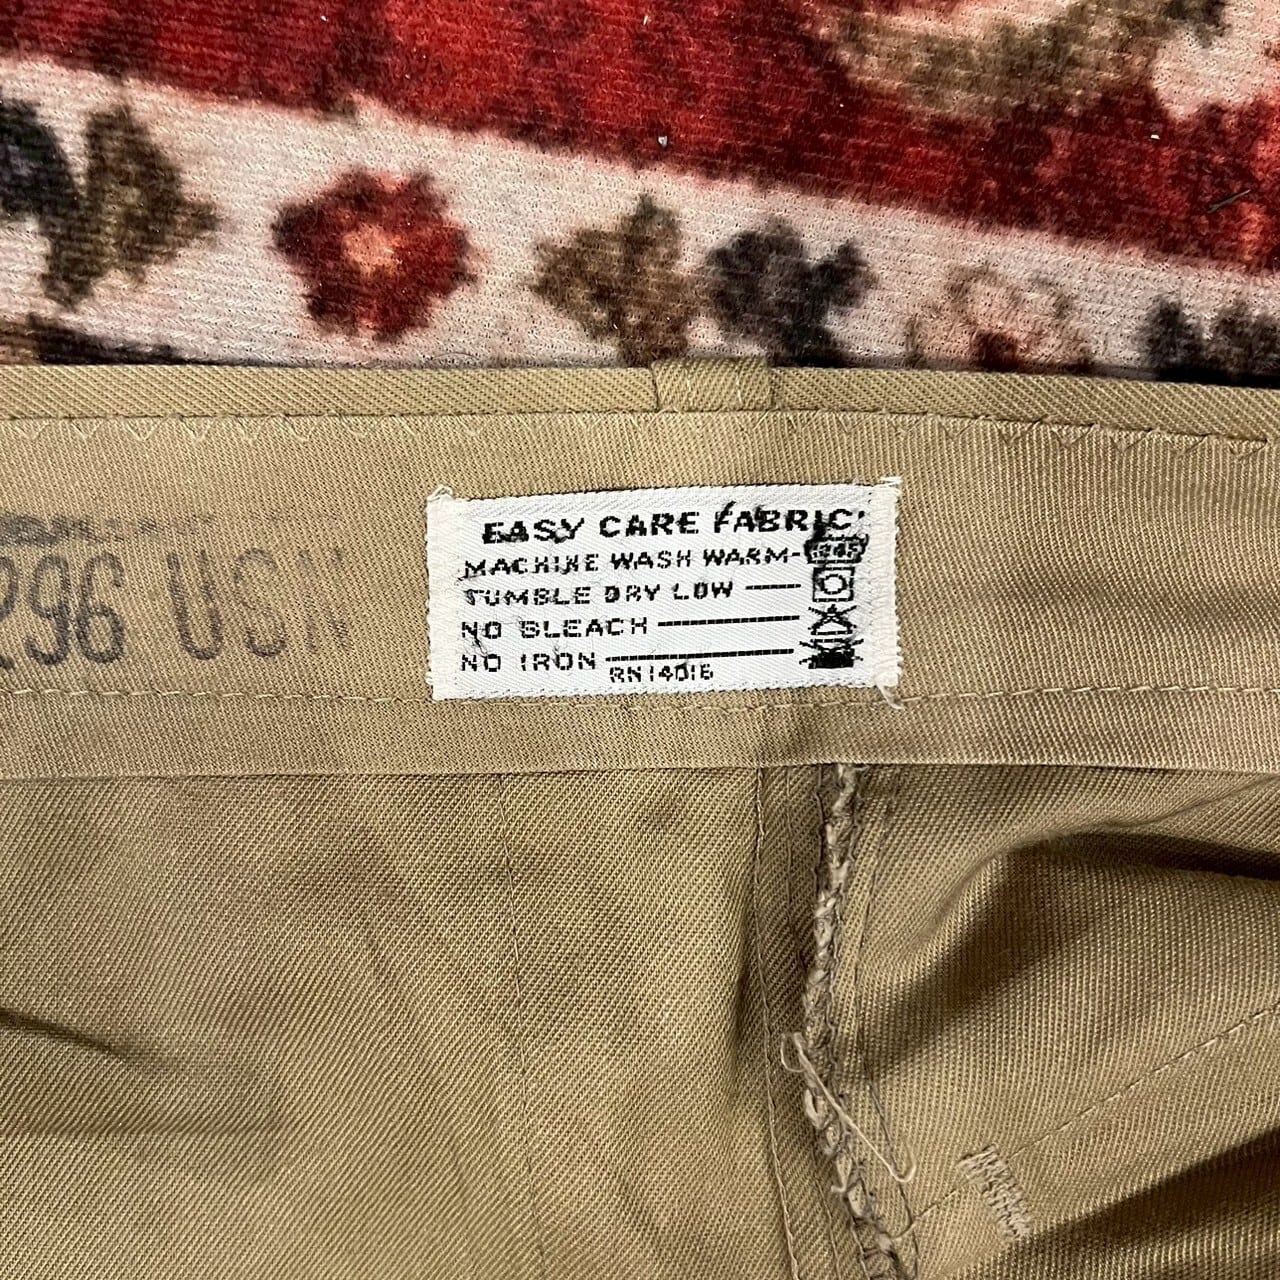 296 USN
EASY CARE FABRIC
MACHINE WASH WARM-
TUMBLE DRY LOW
NO BLEACH
NO IRON
RN14016